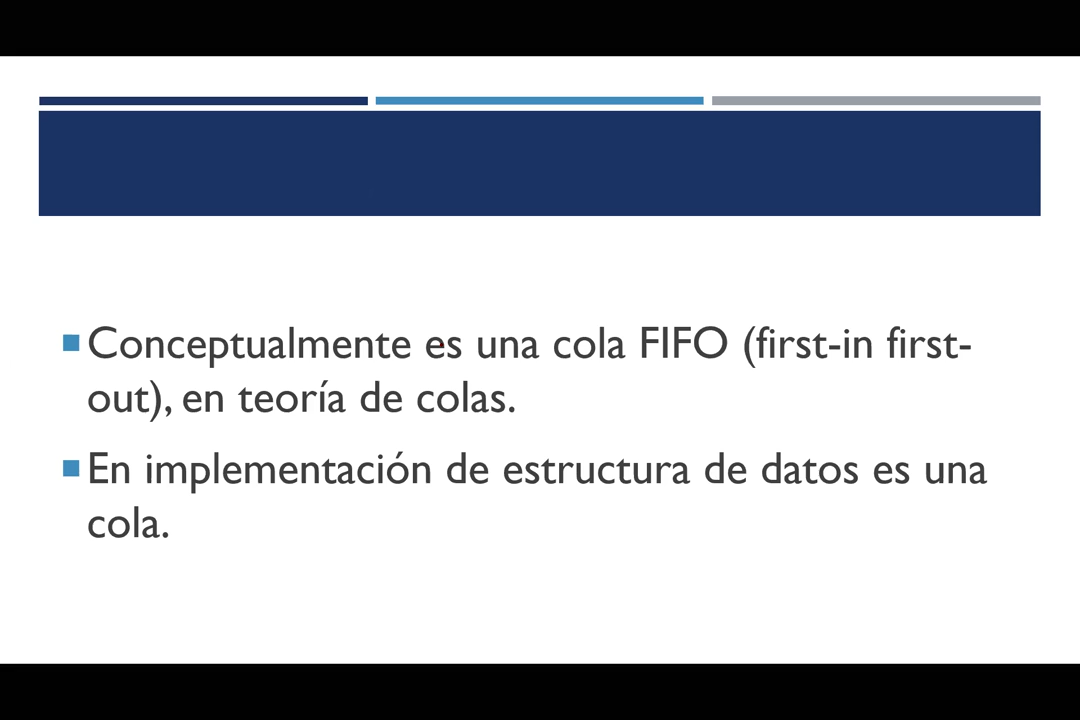 Conceptualmente es una cola FIFO (first-in first-
out), en teoría de colas.
En implementación de estructura de datos es una
cola.